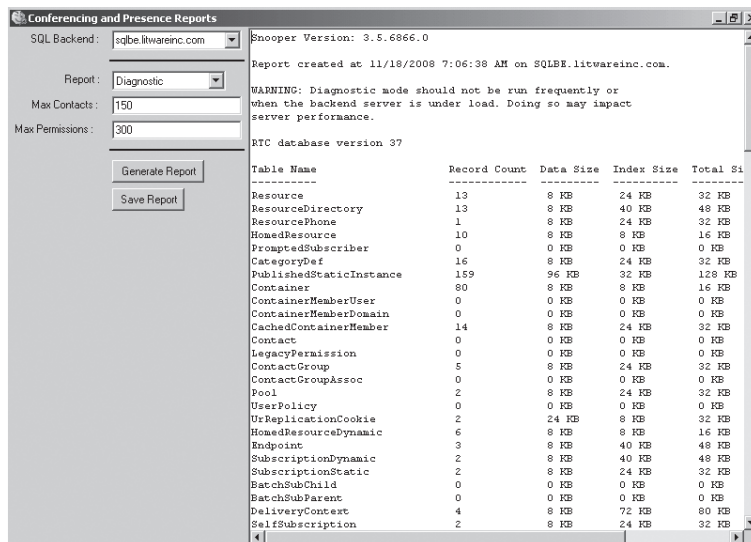 Conferencing and Presence Reports
SQL Backend : sqlbe.litwareinc.com
Report : Diagnostic
Max Contacts : 150
Max Permissions : 300
Generate Report
Save Report
Snooper Version: 3.5.6866.0
Report created at 11/18/2008 7:06:38 AM on SQLBE.litwareinc.com.
WARNING: Diagnostic mode should not be run frequently or
when the backend server is under load. Doing so may impact
server performance.
RTC database version 37
Table Name Record Count Data Size Index Size Total Si
---------- ------------ --------- ---------- --------
Resource 13 8 KB 24 KB 32 KB
ResourceDirectory 13 8 KB 40 KB 48 KB
ResourcePhone 1 8 KB 24 KB 32 KB
HomedResource 10 8 KB 8 KB 16 KB
PromptedSubscriber 0 0 KB 0 KB 0 KB
CategoryDef 16 8 KB 24 KB 32 KB
PublishedStaticInstance 159 96 KB 32 KB 128 KB
Container 80 8 KB 8 KB 16 KB
ContainerMemberUser 0 0 KB 0 KB 0 KB
ContainerMemberDomain 0 0 KB 0 KB 0 KB
CachedContainerMember 14 8 KB 24 KB 32 KB
Contact 0 0 KB 0 KB 0 KB
LegacyPermission 0 0 KB 0 KB 0 KB
ContactGroup 5 8 KB 24 KB 32 KB
ContactGroupAssoc 0 0 KB 0 KB 0 KB
Pool 2 8 KB 24 KB 32 KB
UserPolicy 0 0 KB 0 KB 0 KB
UrReplicationCookie 2 24 KB 8 KB 32 KB
HomedResourceDynamic 6 8 KB 8 KB 16 KB
Endpoint 3 8 KB 40 KB 48 KB
SubscriptionDynamic 2 8 KB 40 KB 48 KB
SubscriptionStatic 2 8 KB 24 KB 32 KB
BatchSubChild 0 0 KB 0 KB 0 KB
BatchSubParent 0 0 KB 0 KB 0 KB
DeliveryContext 4 8 KB 72 KB 80 KB
SelfSubscription 2 8 KB 24 KB 32 KB